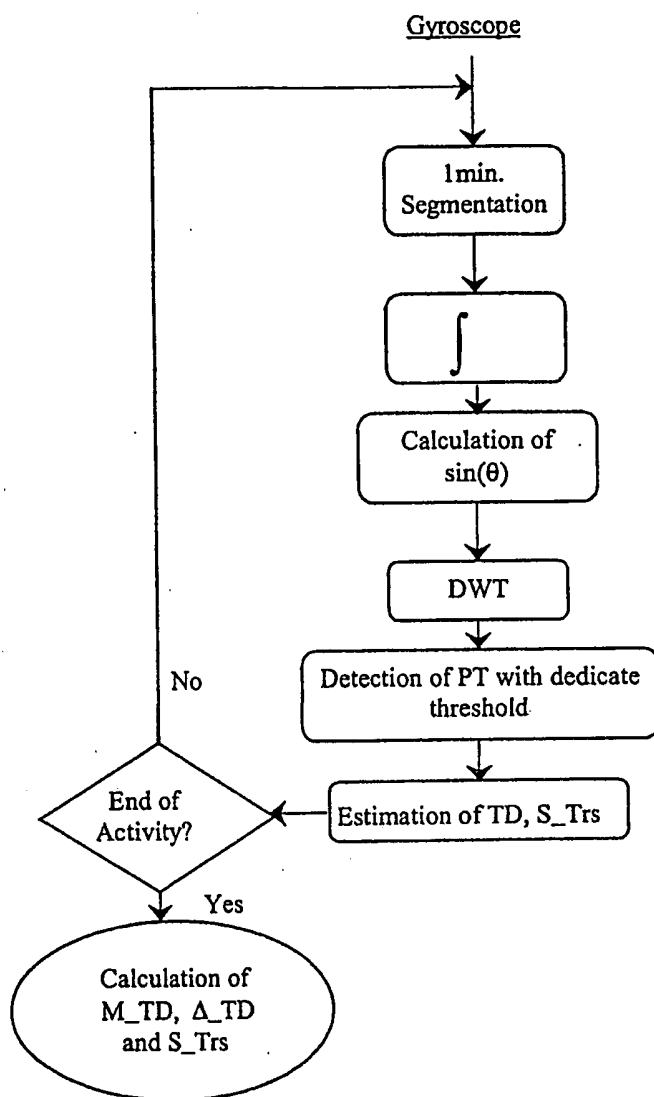 Gyroscope
1min.
Segmentation
∫
Calculation of
sin(θ)
DWT
Detection of PT with dedicate
threshold
Estimation of TD, S_Trs
No
End of
Activity?
Yes
Calculation of
M_TD, Δ_TD
and S_Trs